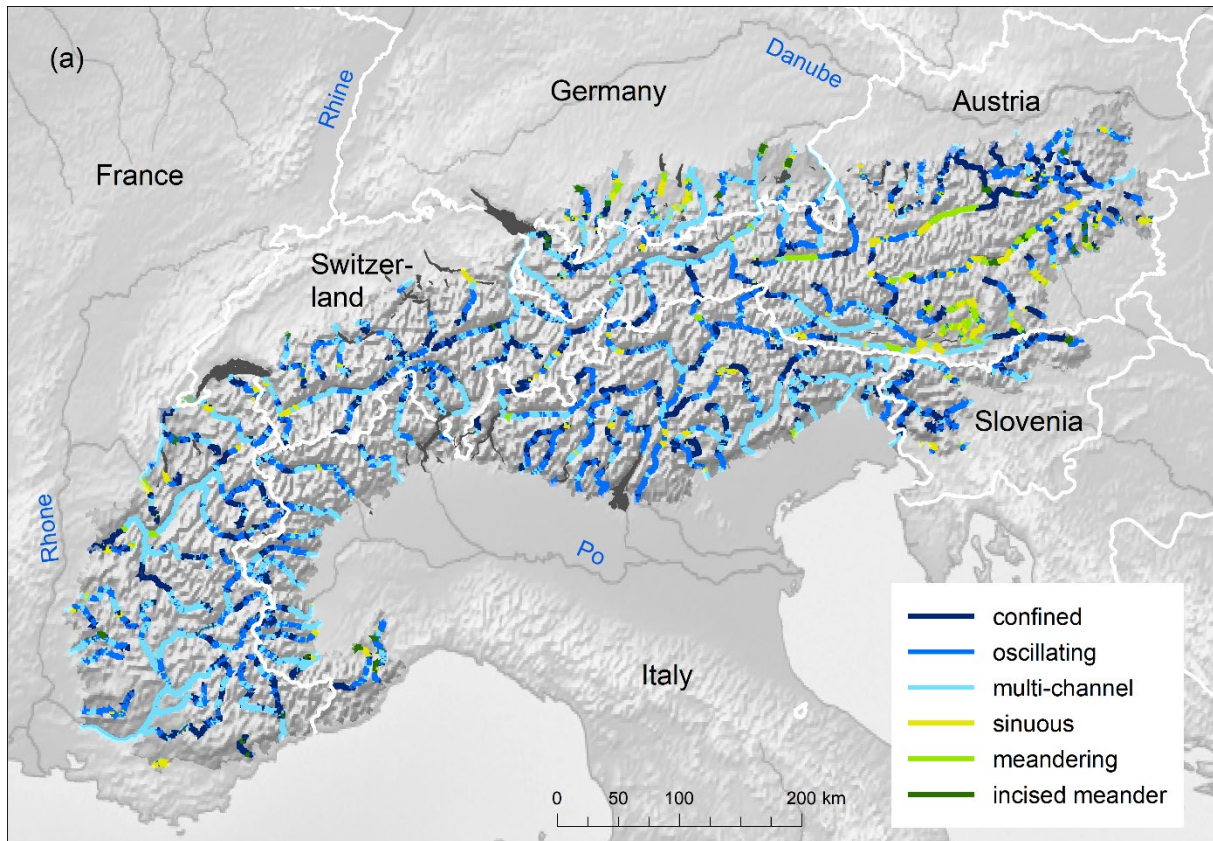 (a)
Rhine
Germany
Danube
Austria
France
Switzer-
land
Slovenia
Rhone
Po
Italy
confined
oscillating
multi-channel
sinuous
meandering
incised meander
0 50 100 200 km